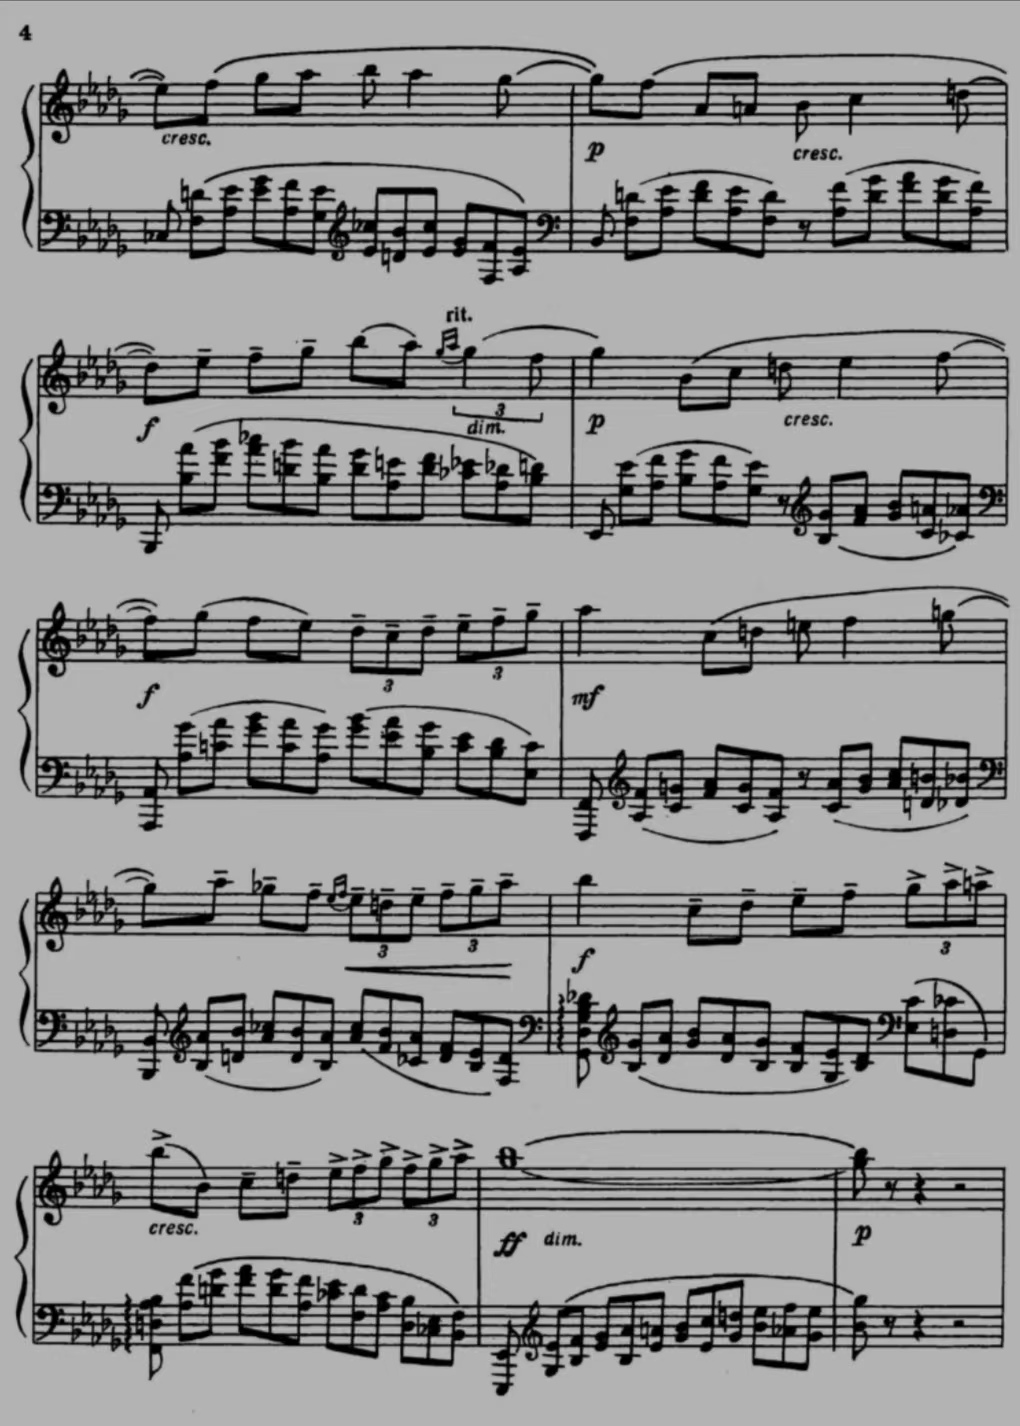 4
cresc.
p cresc.
rit.
f 3 dim. p cresc.
f 3 3 mf
3 3 f 3
cresc. 3 3 ff dim. p